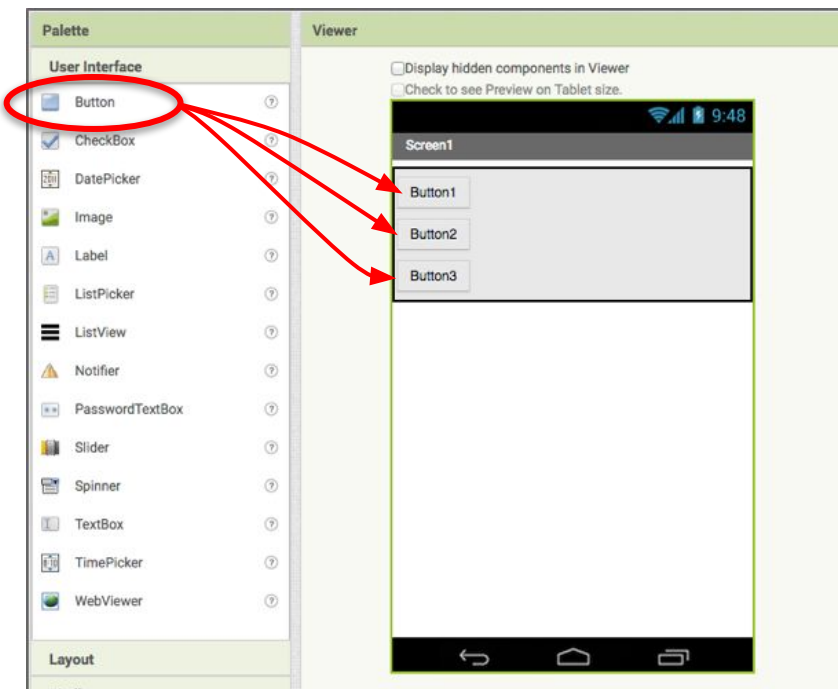 Palette
User Interface
Button
CheckBox
DatePicker
Image
Label
ListPicker
ListView
Notifier
PasswordTextBox
Slider
Spinner
TextBox
TimePicker
WebViewer
Layout
Viewer
Display hidden components in Viewer
Check to see Preview on Tablet size.
9:48
Screen1
Button1
Button2
Button3